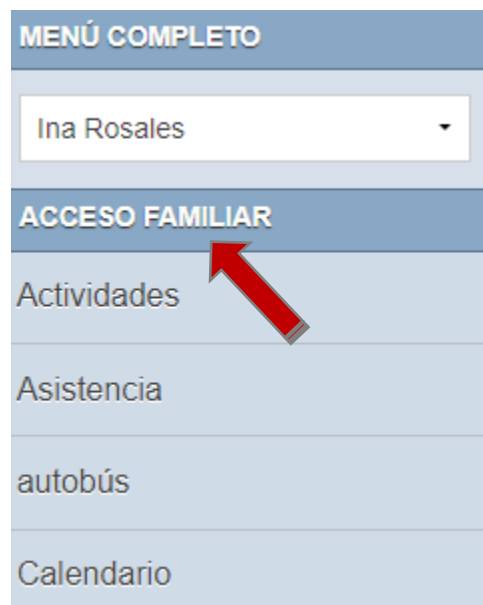 MENÚ COMPLETO
Ina Rosales
ACCESO FAMILIAR
Actividades
Asistencia
autobús
Calendario